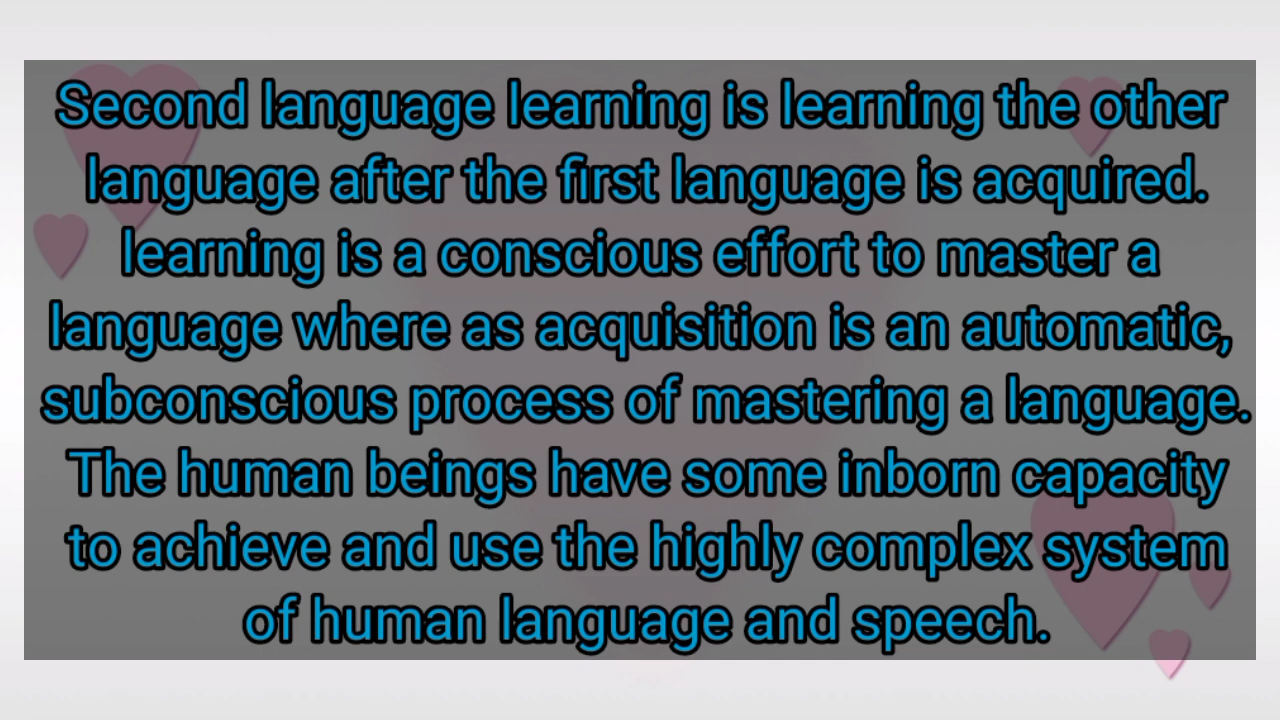 Second language learning is learning the other
language after the first language is acquired.
learning is a conscious effort to master a
language where as acquisition is an automatic,
subconscious process of mastering a language.
The human beings have some inborn capacity
to achieve and use the highly complex system
of human language and speech.